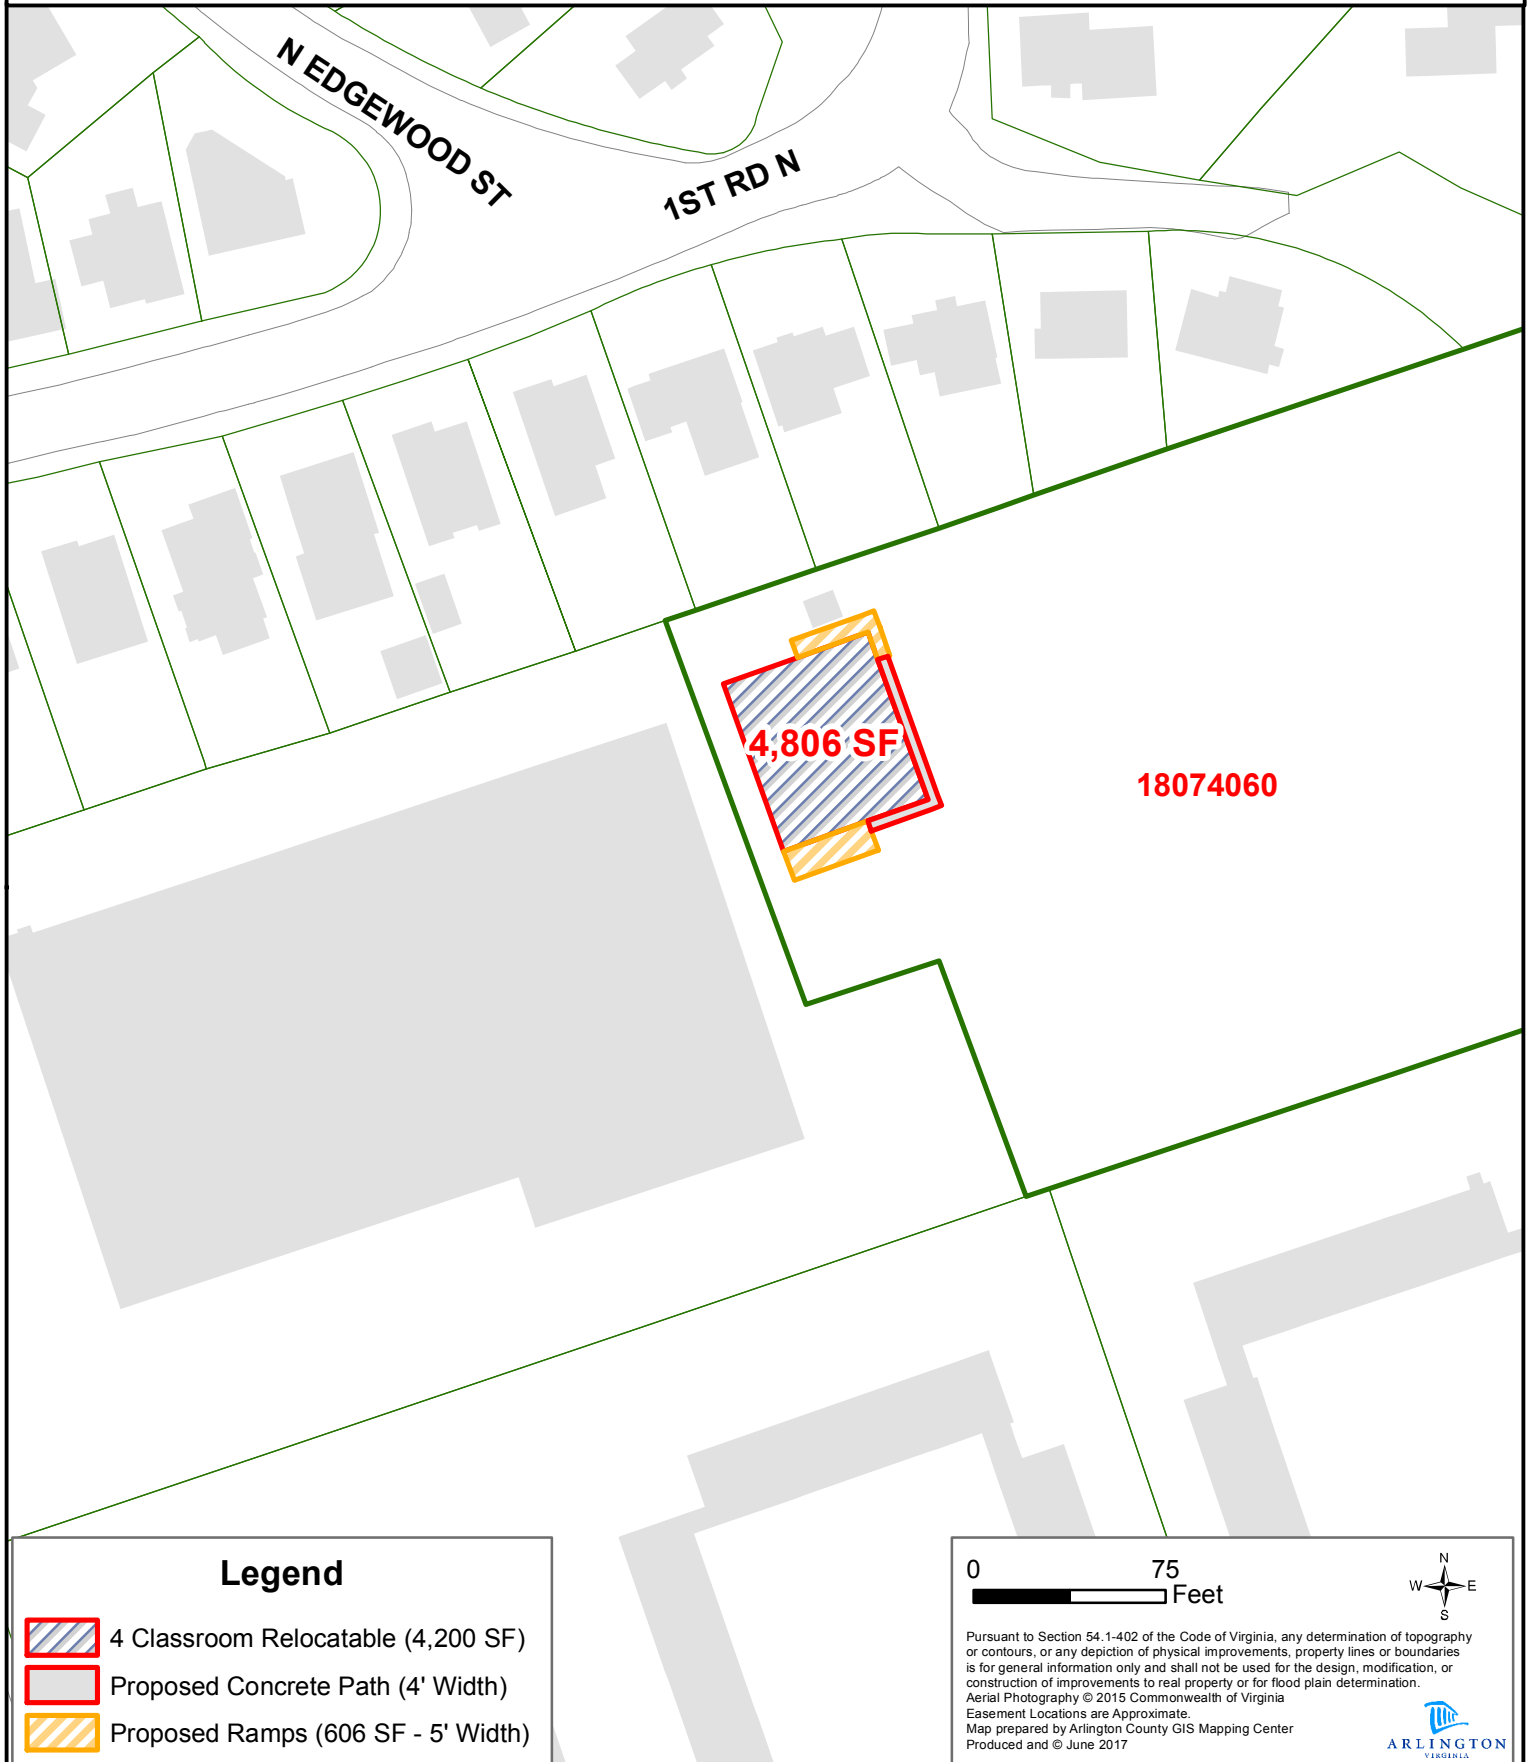 N EDGEWOOD ST
1ST RD N
4,806 SF
18074060
Legend
4 Classroom Relocatable (4,200 SF)
Proposed Concrete Path (4' Width)
Proposed Ramps (606 SF - 5' Width)
0 75
Feet
N
W E
S
Pursuant to Section 54.1-402 of the Code of Virginia, any determination of topography
or contours, or any depiction of physical improvements, property lines or boundaries
is for general information only and shall not be used for the design, modification, or
construction of improvements to real property or for flood plain determination.
Aerial Photography © 2015 Commonwealth of Virginia
Easement Locations are Approximate.
Map prepared by Arlington County GIS Mapping Center
Produced and © June 2017
ARLINGTON
VIRGINIA